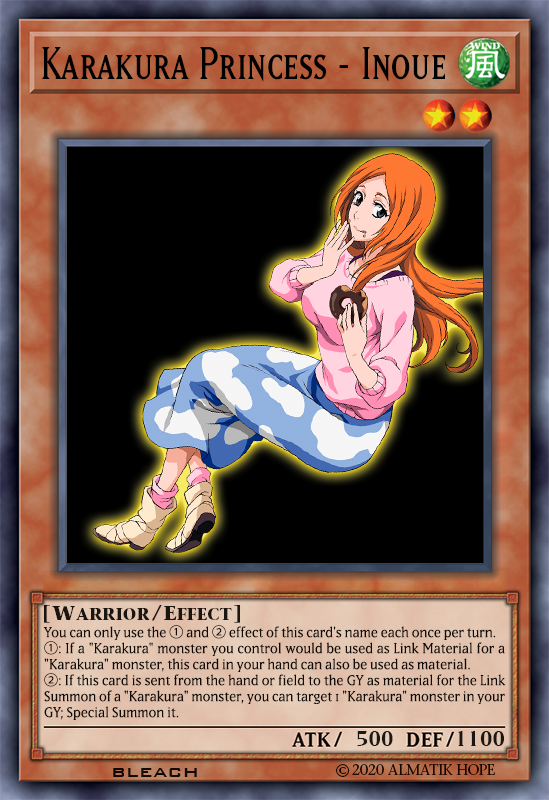 Karakura Princess - Inoue
WIND
風
[Warrior/Effect]
You can only use the ① and ② effect of this card's name each once per turn.
①: If a "Karakura" monster you control would be used as Link Material for a
"Karakura" monster, this card in your hand can also be used as material.
②: If this card is sent from the hand or field to the GY as material for the Link
Summon of a "Karakura" monster, you can target 1 "Karakura" monster in your
GY; Special Summon it.
ATK/ 500 DEF/1100
BLEACH ©2020 ALMATIK HOPE